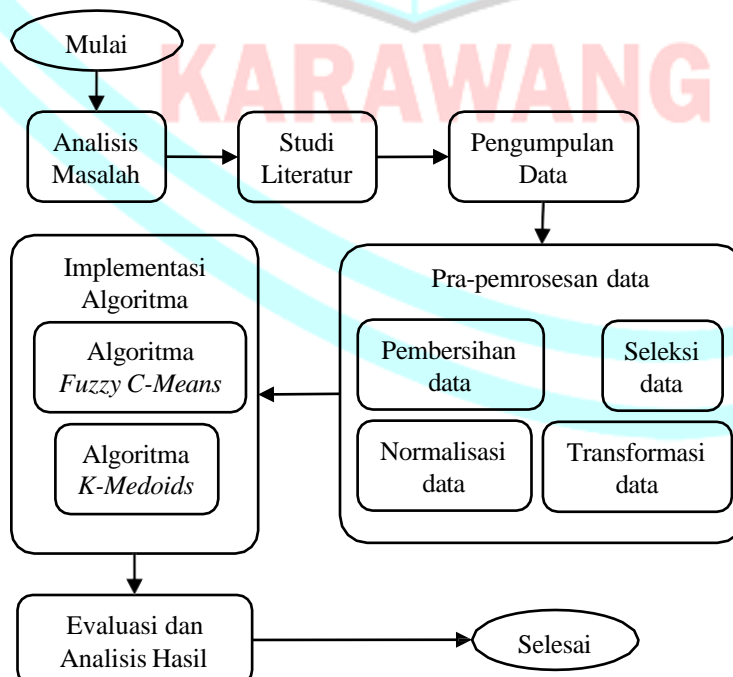 KARAWANG
Mulai
Analisis
Masalah
Studi
Literatur
Pengumpulan
Data
Pra-pemrosesan data
Pembersihan
data
Seleksi
data
Normalisasi
data
Transformasi
data
Implementasi
Algoritma
Algoritma
Fuzzy C-Means
Algoritma
K-Medoids
Evaluasi dan
Analisis Hasil
Selesai